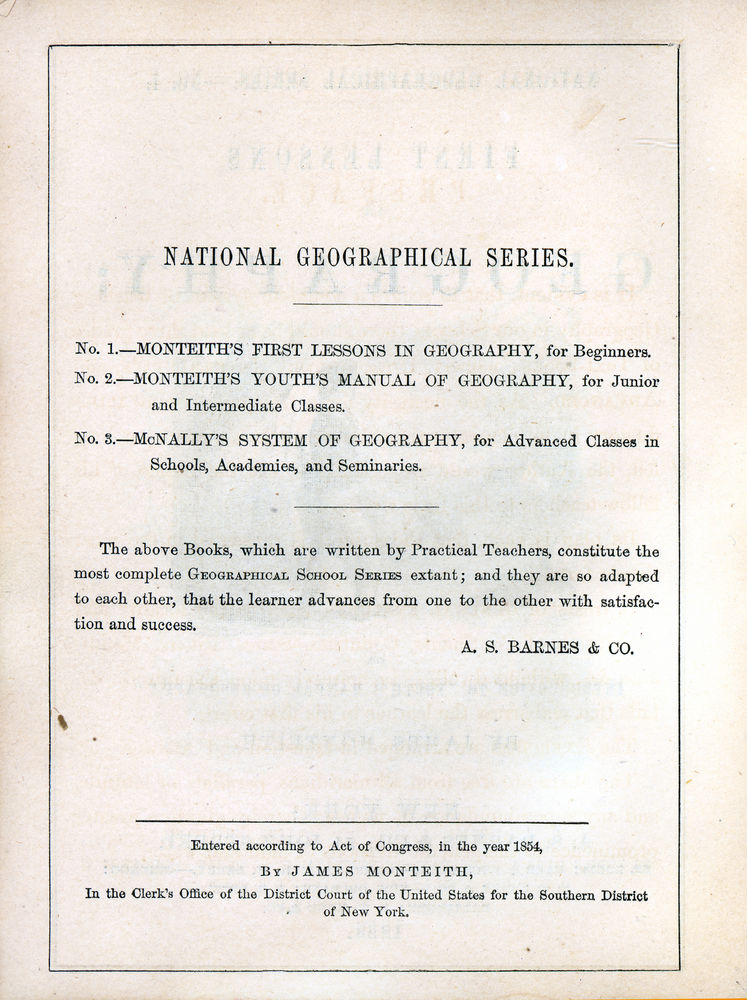 NATIONAL GEOGRAPHICAL SERIES.
No. 1.—MONTEITH'S FIRST LESSONS IN GEOGRAPHY, for Beginners.
No. 2.—MONTEITH'S YOUTH'S MANUAL OF GEOGRAPHY, for Junior
and Intermediate Classes.
No. 3.—McNALLY'S SYSTEM OF GEOGRAPHY, for Advanced Classes in
Schools, Academies, and Seminaries.
The above Books, which are written by Practical Teachers, constitute the
most complete GEOGRAPHICAL SCHOOL SERIES extant; and they are so adapted
to each other, that the learner advances from one to the other with satisfac-
tion and success.
A. S. BARNES & CO.
Entered according to Act of Congress, in the year 1854,
BY JAMES MONTEITH,
In the Clerk's Office of the District Court of the United States for the Southern District
of New York.